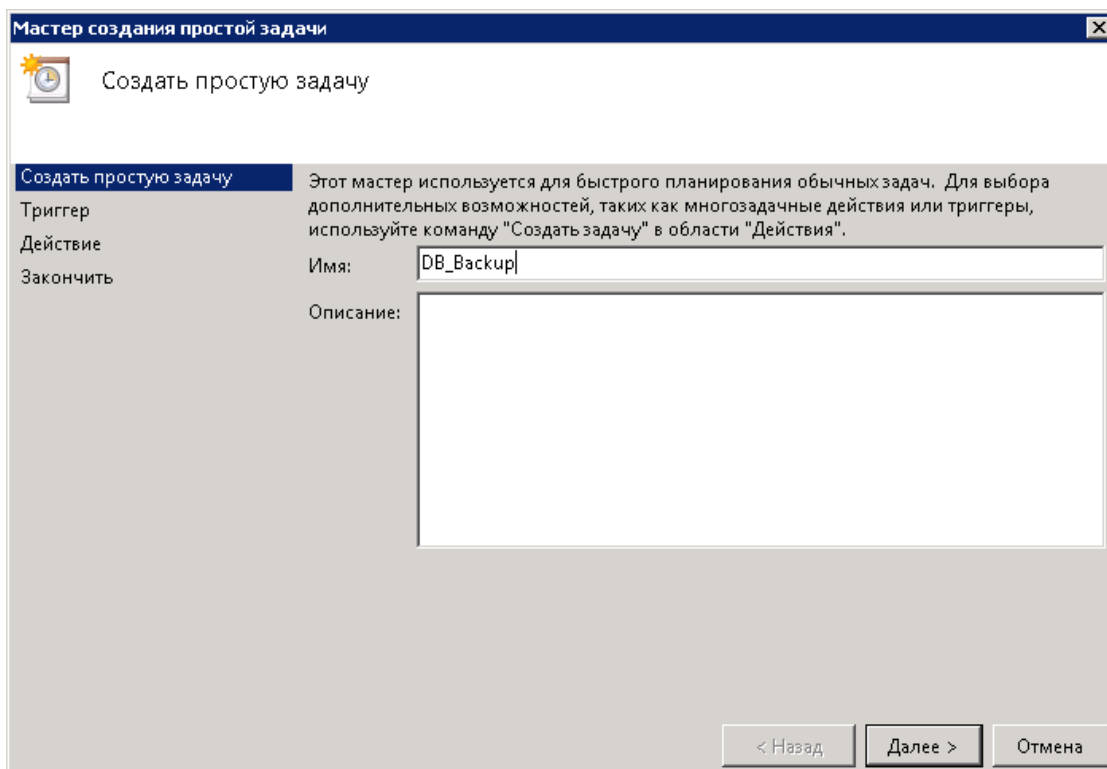 Мастер создания простой задачи
Создать простую задачу
Создать простую задачу
Триггер
Действие
Закончить
Этот мастер используется для быстрого планирования обычных задач. Для выбора
дополнительных возможностей, таких как многозадачные действия или триггеры,
используйте команду "Создать задачу" в области "Действия".
Имя: DB_Backup
Описание:
< Назад Далее > Отмена